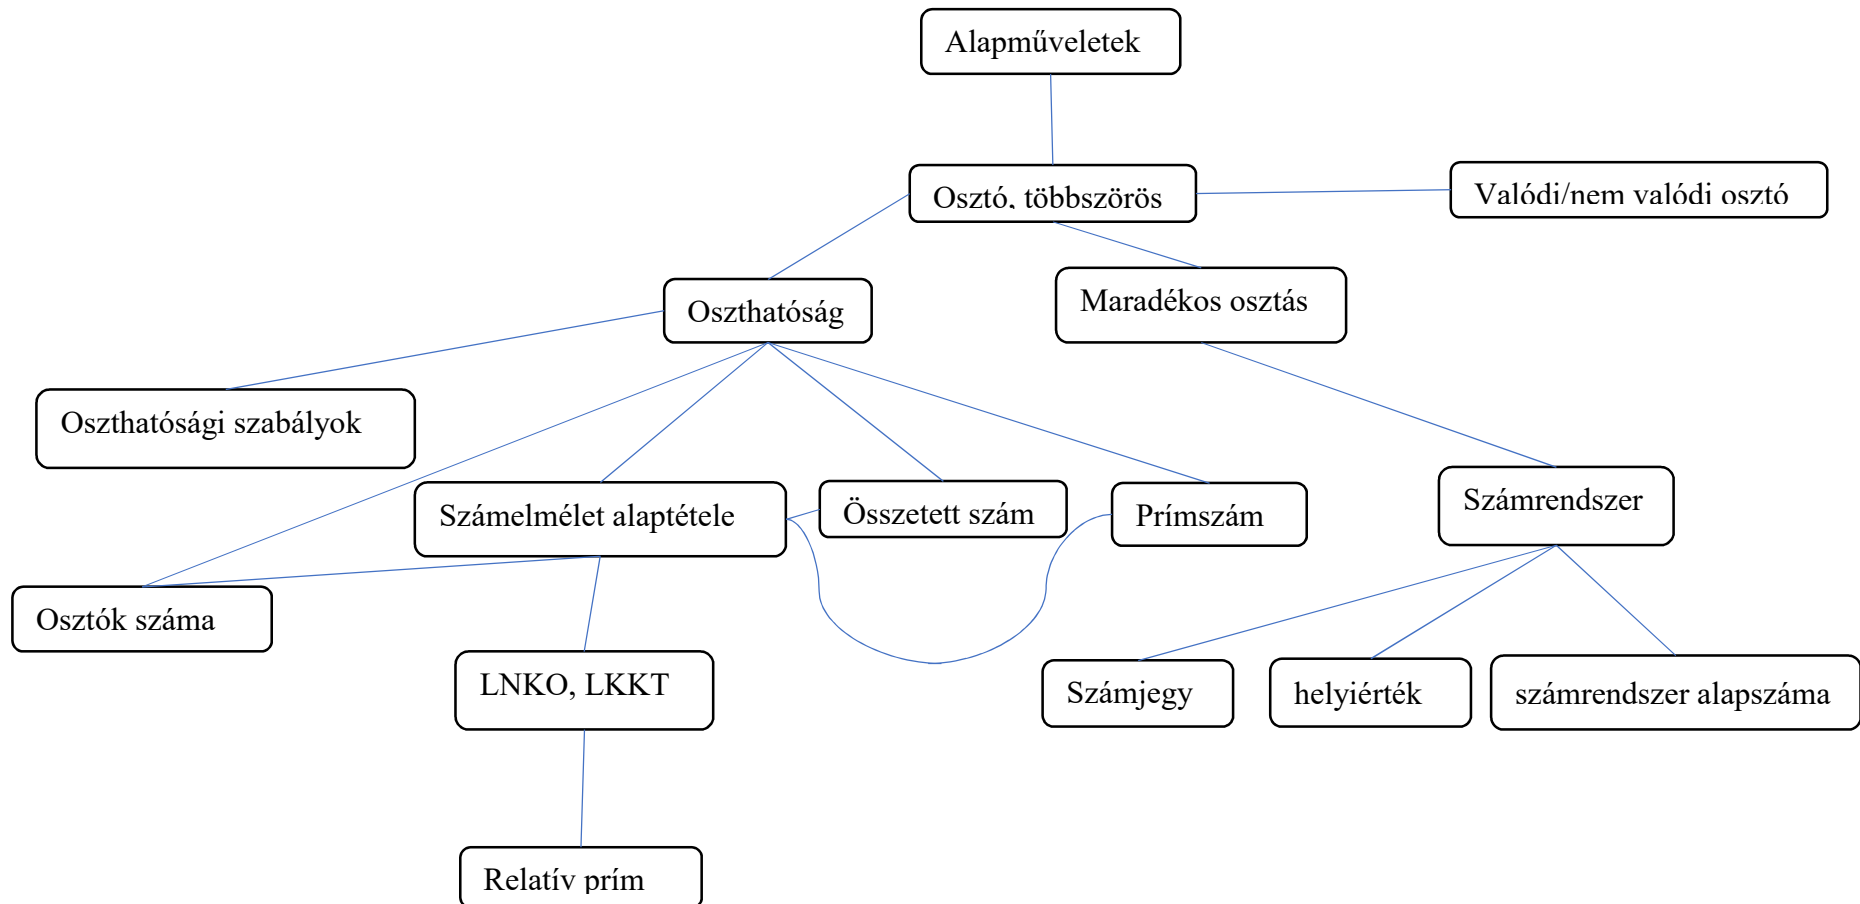 Alapműveletek
Osztó, többszörös
Valódi/nem valódi osztó
Oszthatóság
Maradékos osztás
Oszthatósági szabályok
Számelmélet alaptétele
Összetett szám
Prímszám
Számrendszer
Osztók száma
LNKO, LKKT
Számjegy
helyiérték
számrendszer alapszáma
Relatív prím